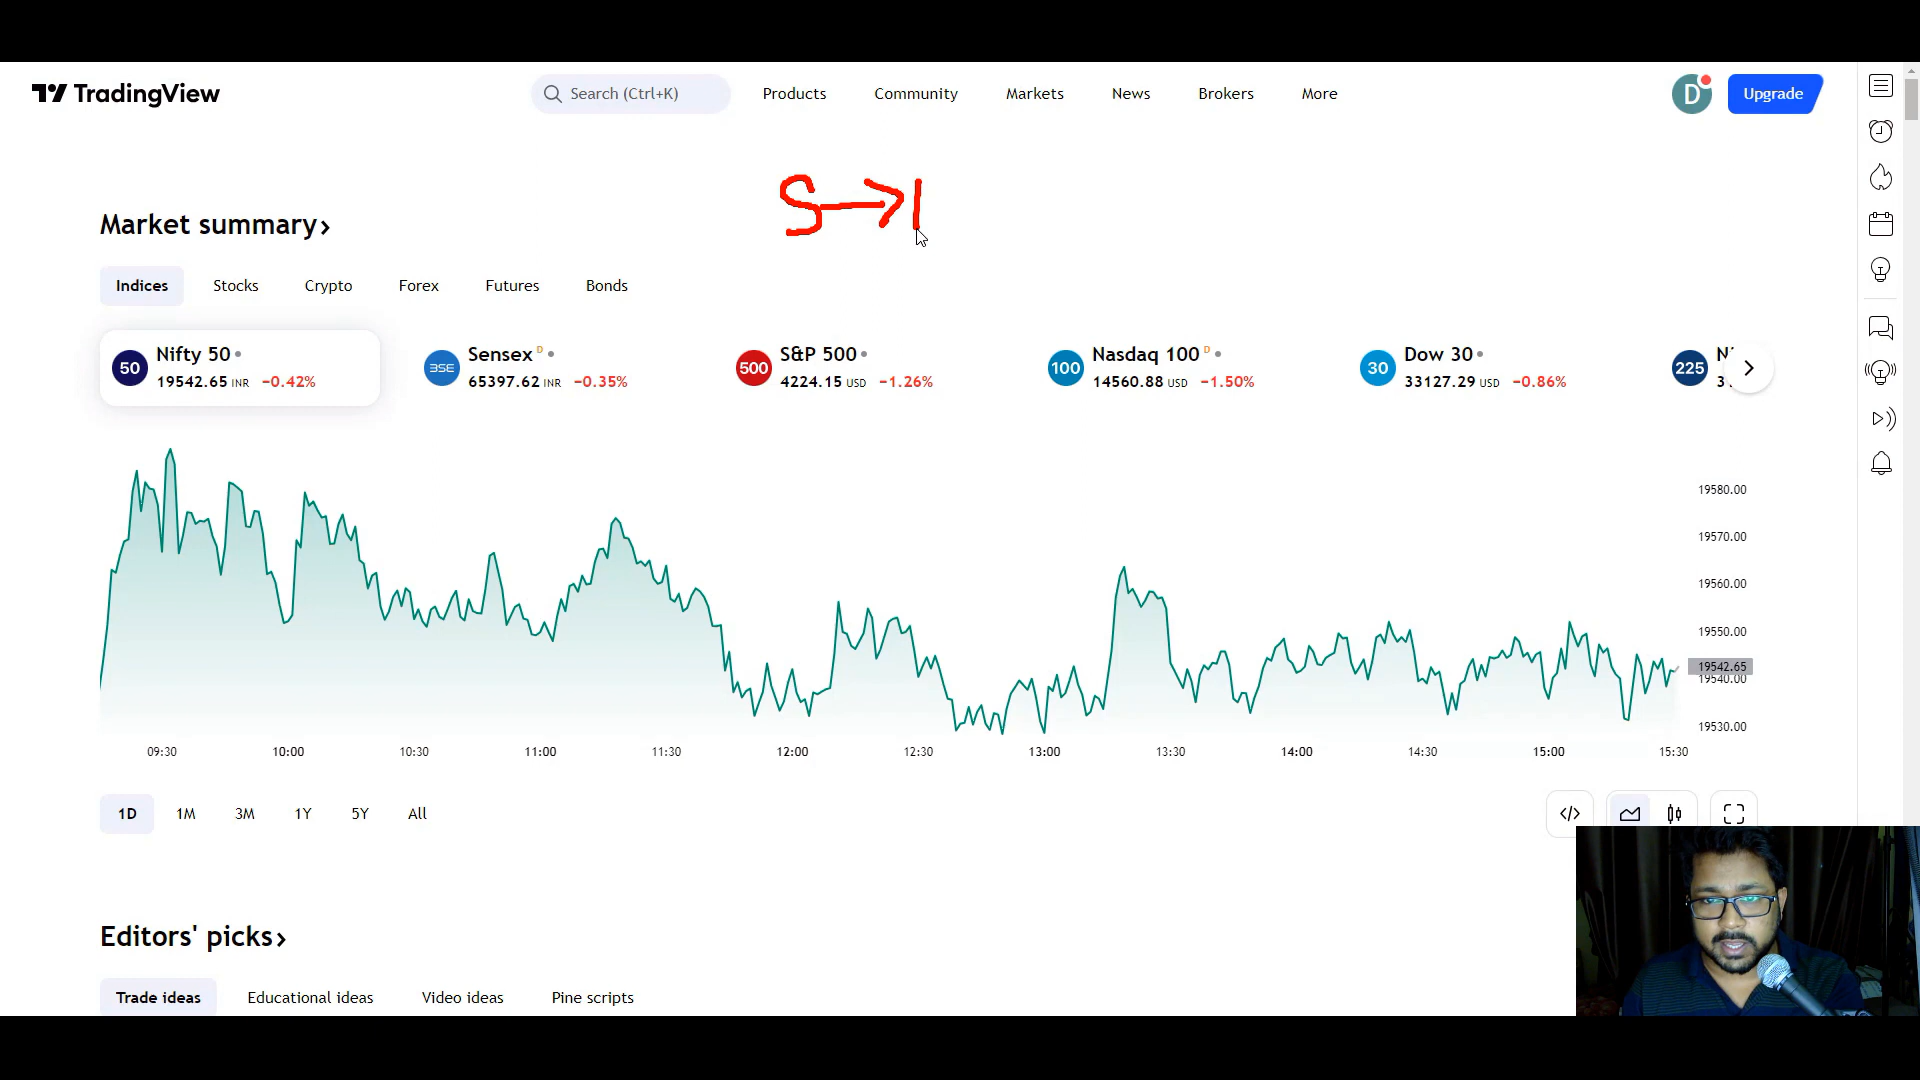 TradingView
Search (Ctrl+K)
Products
Community
Markets
News
Brokers
More
D
Upgrade
S→1
Market summary
Indices
Stocks
Crypto
Forex
Futures
Bonds
50
Nifty 50
19542.65 INR −0.42%
BSE
Sensex D
65397.62 INR −0.35%
500
S&P 500
4224.15 USD −1.26%
100
Nasdaq 100 D
14560.88 USD −1.50%
30
Dow 30
33127.29 USD −0.86%
225
19580.00
19570.00
19560.00
19550.00
19542.65
19540.00
19530.00
09:30
10:00
10:30
11:00
11:30
12:00
12:30
13:00
13:30
14:00
14:30
15:00
15:30
1D
1M
3M
1Y
5Y
All
Editors' picks
Trade ideas
Educational ideas
Video ideas
Pine scripts